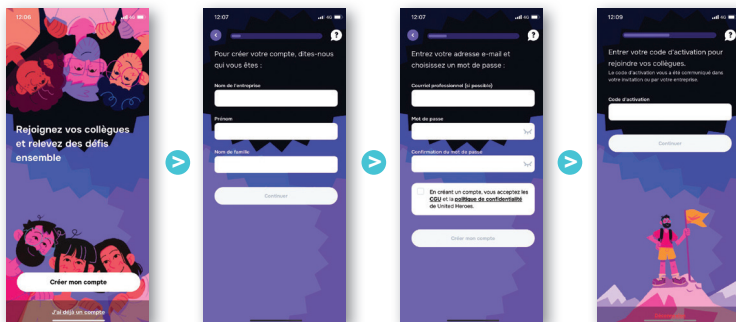 12:06
4G
Rejoignez vos collègues
et relevez des défis
ensemble
Créer mon compte
J'ai déjà un compte
>
12:07
4G
<
?
Pour créer votre compte, dites-nous
qui vous êtes :
Nom de l'entreprise
Prénom
Nom de famille
Continuer
>
12:07
4G
<
?
Entrez votre adresse e-mail et
choisissez un mot de passe :
Courriel professionnel (si possible)
Mot de passe
Confirmation du mot de passe
En créant un compte, vous acceptez les
CGU et la politique de confidentialité
de United Heroes.
Créer mon compte
>
12:09
4G
?
Entrer votre code d'activation pour
rejoindre vos collègues.
Le code d'activation vous a été communiqué dans
votre invitation ou par votre entreprise.
Code d'activation
Continuer